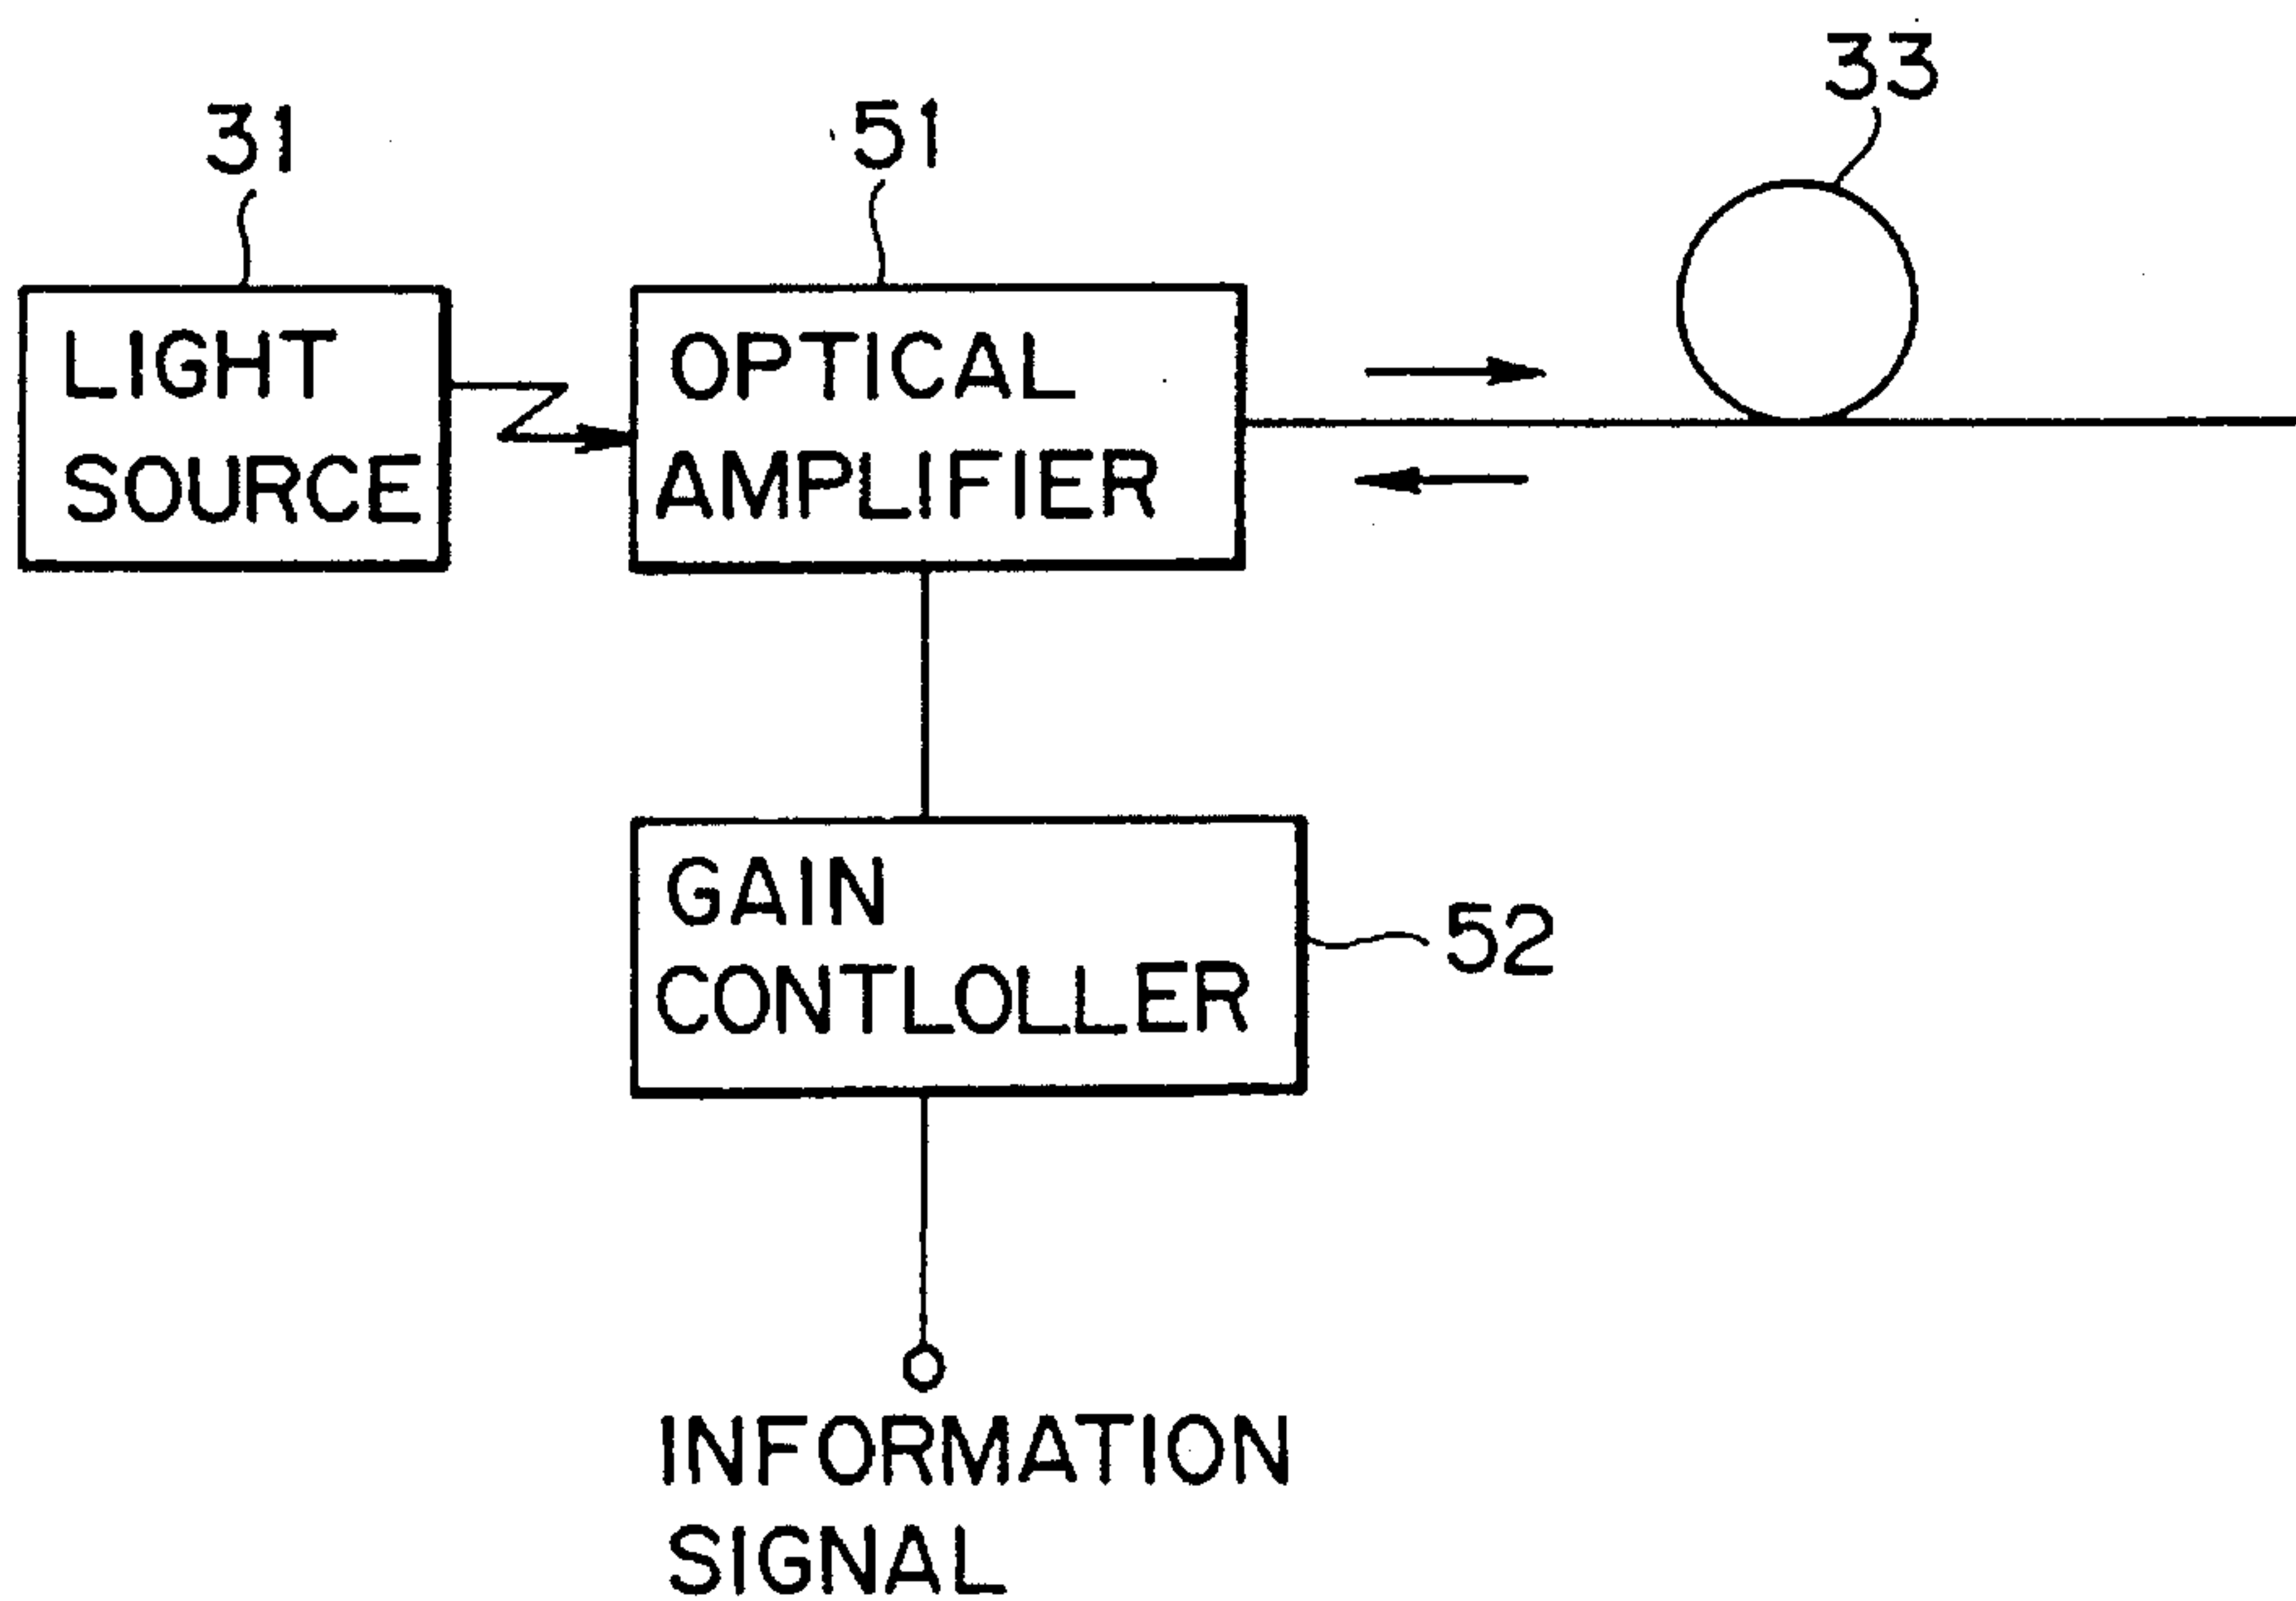 33
31
51
LIGHT
SOURCE
OPTICAL
AMPLIFIER
GAIN
CONTLOLLER
52
INFORMATION
SIGNAL